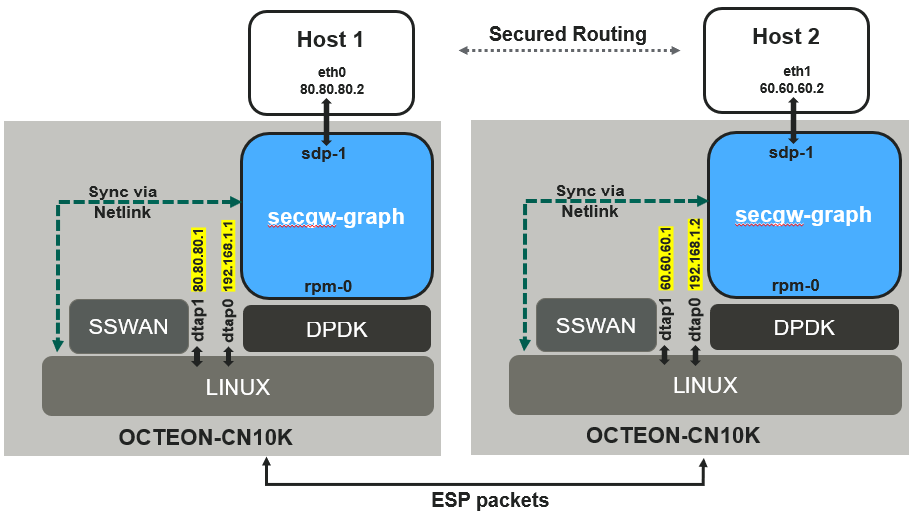 Host 1
eth0
80.80.80.2
Secured Routing
Host 2
eth1
60.60.60.2
sdp-1
Sync via
Netlink
secgw-graph
dtap1 80.80.80.1
dtap0 192.168.1.1
rpm-0
SSWAN
DPDK
LINUX
OCTEON-CN10K
sdp-1
Sync via
Netlink
secgw-graph
dtap1 60.60.60.1
dtap0 192.168.1.2
rpm-0
SSWAN
DPDK
LINUX
OCTEON-CN10K
ESP packets